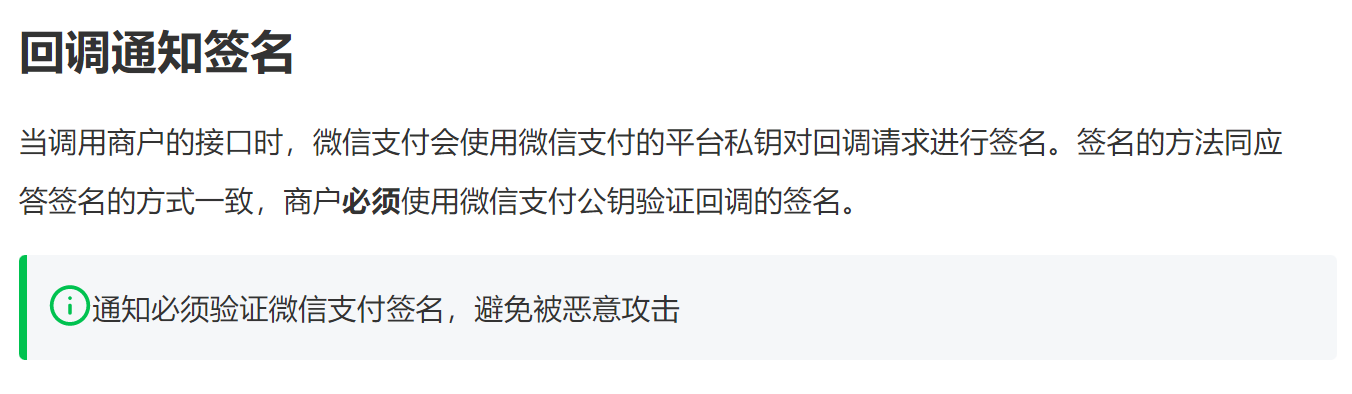 回调通知签名
当调用商户的接口时，微信支付会使用微信支付的平台私钥对回调请求进行签名。签名的方法同应
答签名的方式一致，商户必须使用微信支付公钥验证回调的签名。
通知必须验证微信支付签名，避免被恶意攻击